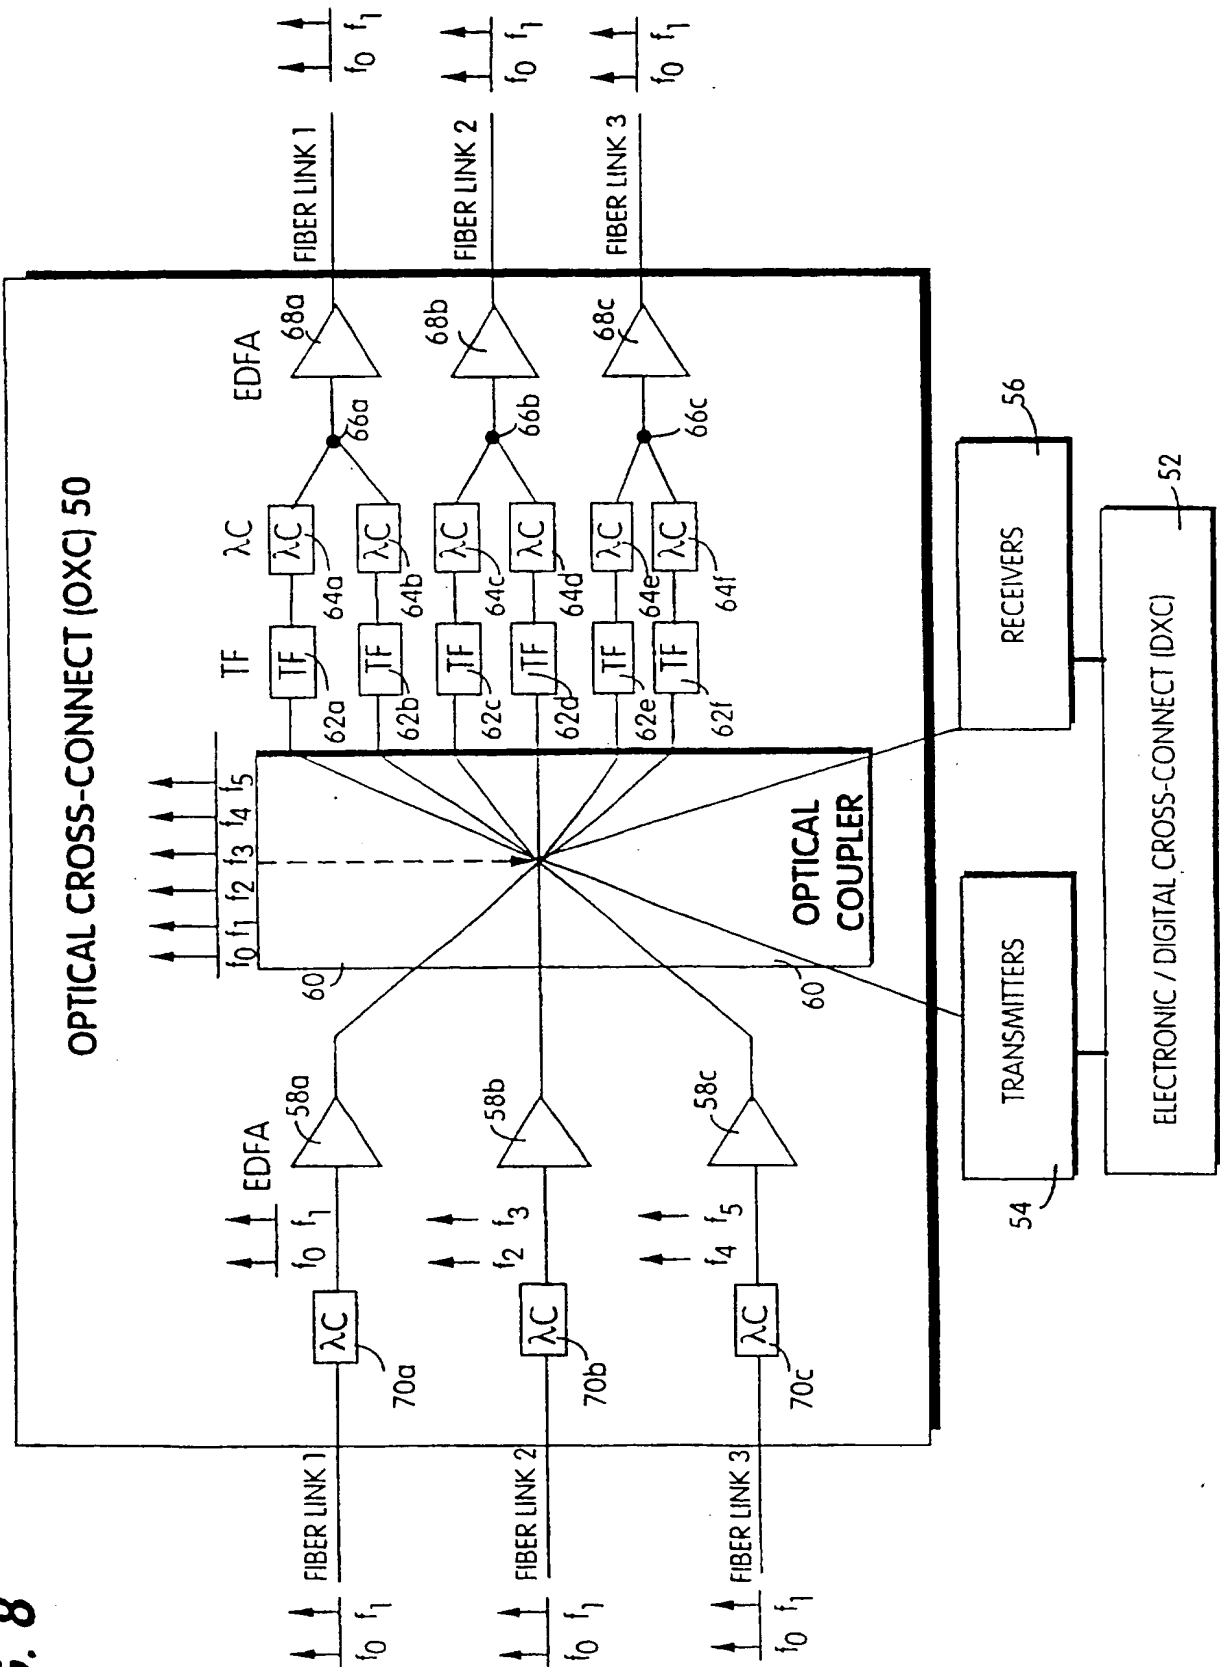 OPTICAL CROSS-CONNECT (OXC) 50
FIBER LINK 1
f0 f1
70a
λC
f0 f1
EDFA
58a
FIBER LINK 2
f0 f1
70b
λC
f2 f3
58b
FIBER LINK 3
f0 f1
70c
λC
f4 f5
58c
f0 f1 f2 f3 f4 f5
60
60
OPTICAL
COUPLER
TF
λC
EDFA
62a
TF
64a
λC
66a
68a
FIBER LINK 1
f0 f1
62b
TF
64b
λC
62c
TF
64c
λC
66b
68b
FIBER LINK 2
f0 f1
62d
TF
64d
λC
62e
TF
64e
λC
66c
68c
FIBER LINK 3
f0 f1
62f
TF
64f
λC
TRANSMITTERS
54
RECEIVERS
56
ELECTRONIC / DIGITAL CROSS-CONNECT (DXC)
52
8